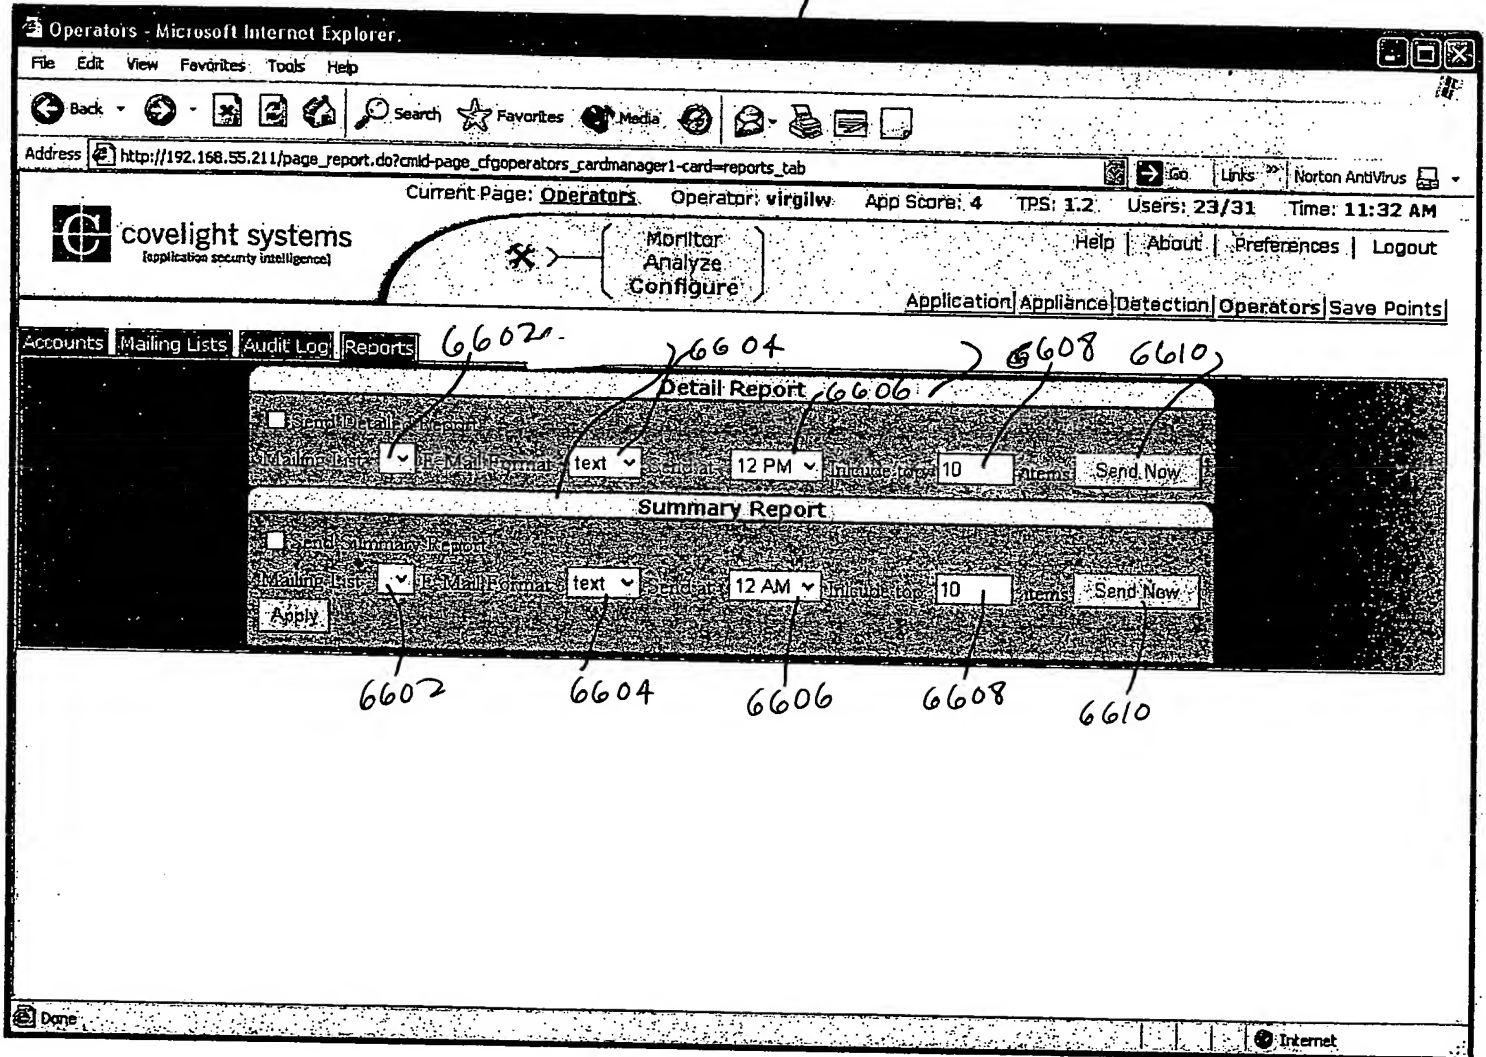 Operators - Microsoft Internet Explorer.
File Edit View Favorites Tools Help
Back Search Favorites Media
Address http://192.168.55.211/page_report.do?cmld-page_cfgoperators_cardmanager1-card=reports_tab Go Links » Norton AntiVirus
Current Page: Operators Operator: virgilw App Score: 4 TPS: 1.2 Users: 23/31 Time: 11:32 AM
covelight systems
[application security intelligence]
Monitor
Analyze
Configure
Help | About | Preferences | Logout
Application| Appliance| Detection| Operators| Save Points|
Accounts Mailing Lists Audit Log Reports
6602 6604 6608 6610
Detail Report 6606
Send Detailed Report
Mailing List: E-Mail Format text Send at 12 PM Inlcude top 10 items Send Now
Summary Report
Send Summary Report
Mailing List: E-Mail Format text Send at 12 AM Inlcude top 10 items Send Now
Apply
6602 6604 6606 6608 6610
Done Internet